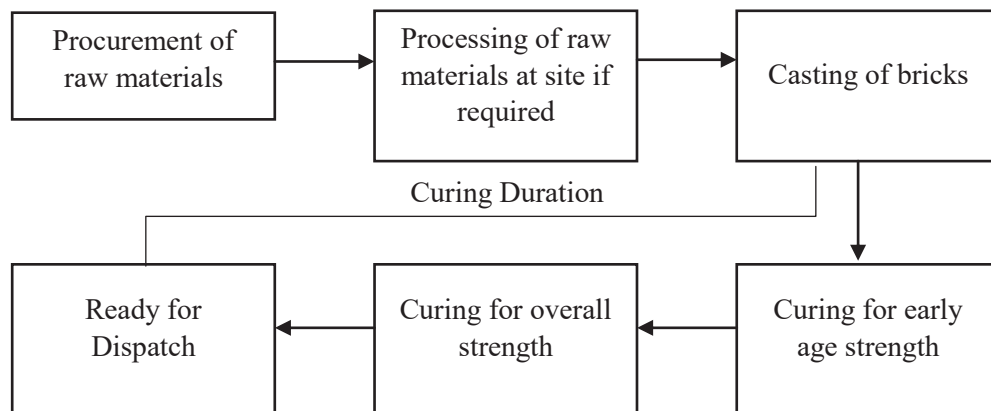 Procurement of
raw materials
Processing of raw
materials at site if
required
Casting of bricks
Curing Duration
Ready for
Dispatch
Curing for overall
strength
Curing for early
age strength